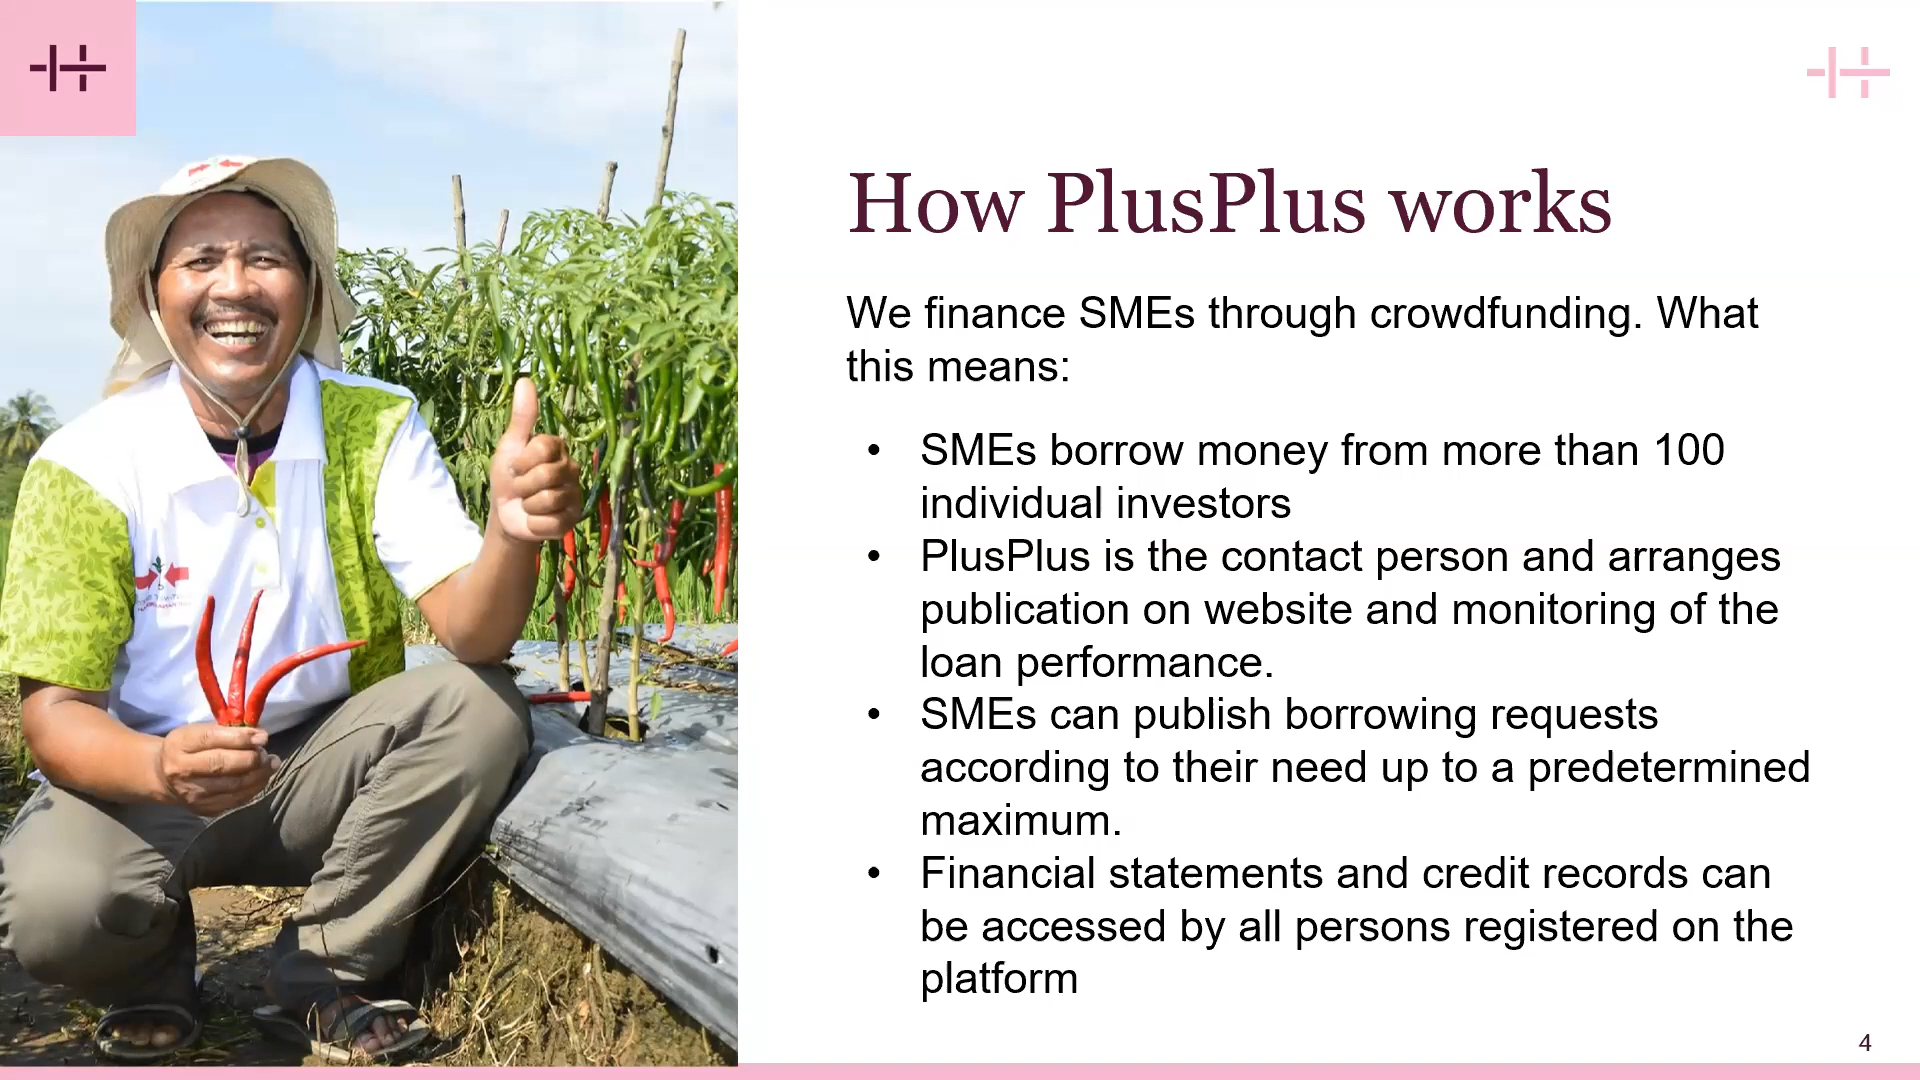 How PlusPlus works
We finance SMEs through crowdfunding. What
this means:
• SMEs borrow money from more than 100
individual investors
• PlusPlus is the contact person and arranges
publication on website and monitoring of the
loan performance.
• SMEs can publish borrowing requests
according to their need up to a predetermined
maximum.
• Financial statements and credit records can
be accessed by all persons registered on the
platform
4